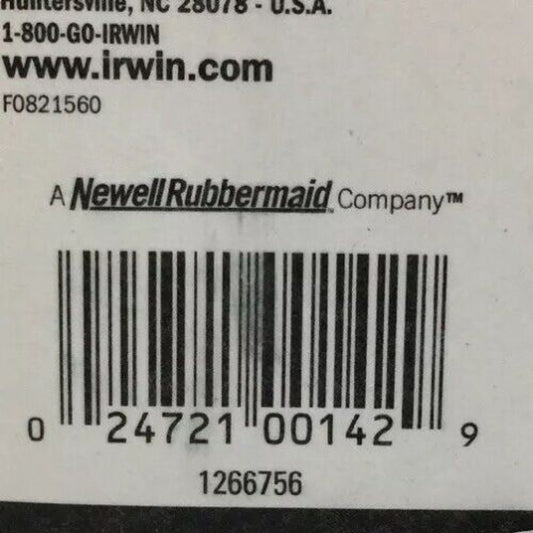 Huntersville, NC 28078 - U.S.A.
1-800-GO-IRWIN
www.irwin.com
F0821560
A NewellRubbermaid Company™
0 24721 00142 9
1266756